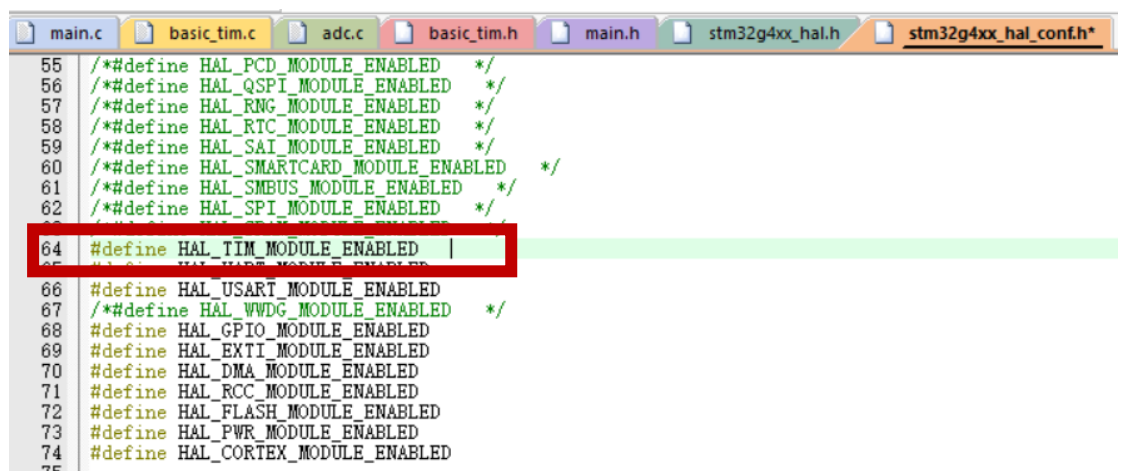 main.c basic_tim.c adc.c basic_tim.h main.h stm32g4xx_hal.h stm32g4xx_hal_conf.h*
55 /*#define HAL_PCD_MODULE_ENABLED */
56 /*#define HAL_QSPI_MODULE_ENABLED */
57 /*#define HAL_RNG_MODULE_ENABLED */
58 /*#define HAL_RTC_MODULE_ENABLED */
59 /*#define HAL_SAI_MODULE_ENABLED */
60 /*#define HAL_SMARTCARD_MODULE_ENABLED */
61 /*#define HAL_SMBUS_MODULE_ENABLED */
62 /*#define HAL_SPI_MODULE_ENABLED */
64 #define HAL_TIM_MODULE_ENABLED
66 #define HAL_USART_MODULE_ENABLED
67 /*#define HAL_WWDG_MODULE_ENABLED */
68 #define HAL_GPIO_MODULE_ENABLED
69 #define HAL_EXTI_MODULE_ENABLED
70 #define HAL_DMA_MODULE_ENABLED
71 #define HAL_RCC_MODULE_ENABLED
72 #define HAL_FLASH_MODULE_ENABLED
73 #define HAL_PWR_MODULE_ENABLED
74 #define HAL_CORTEX_MODULE_ENABLED